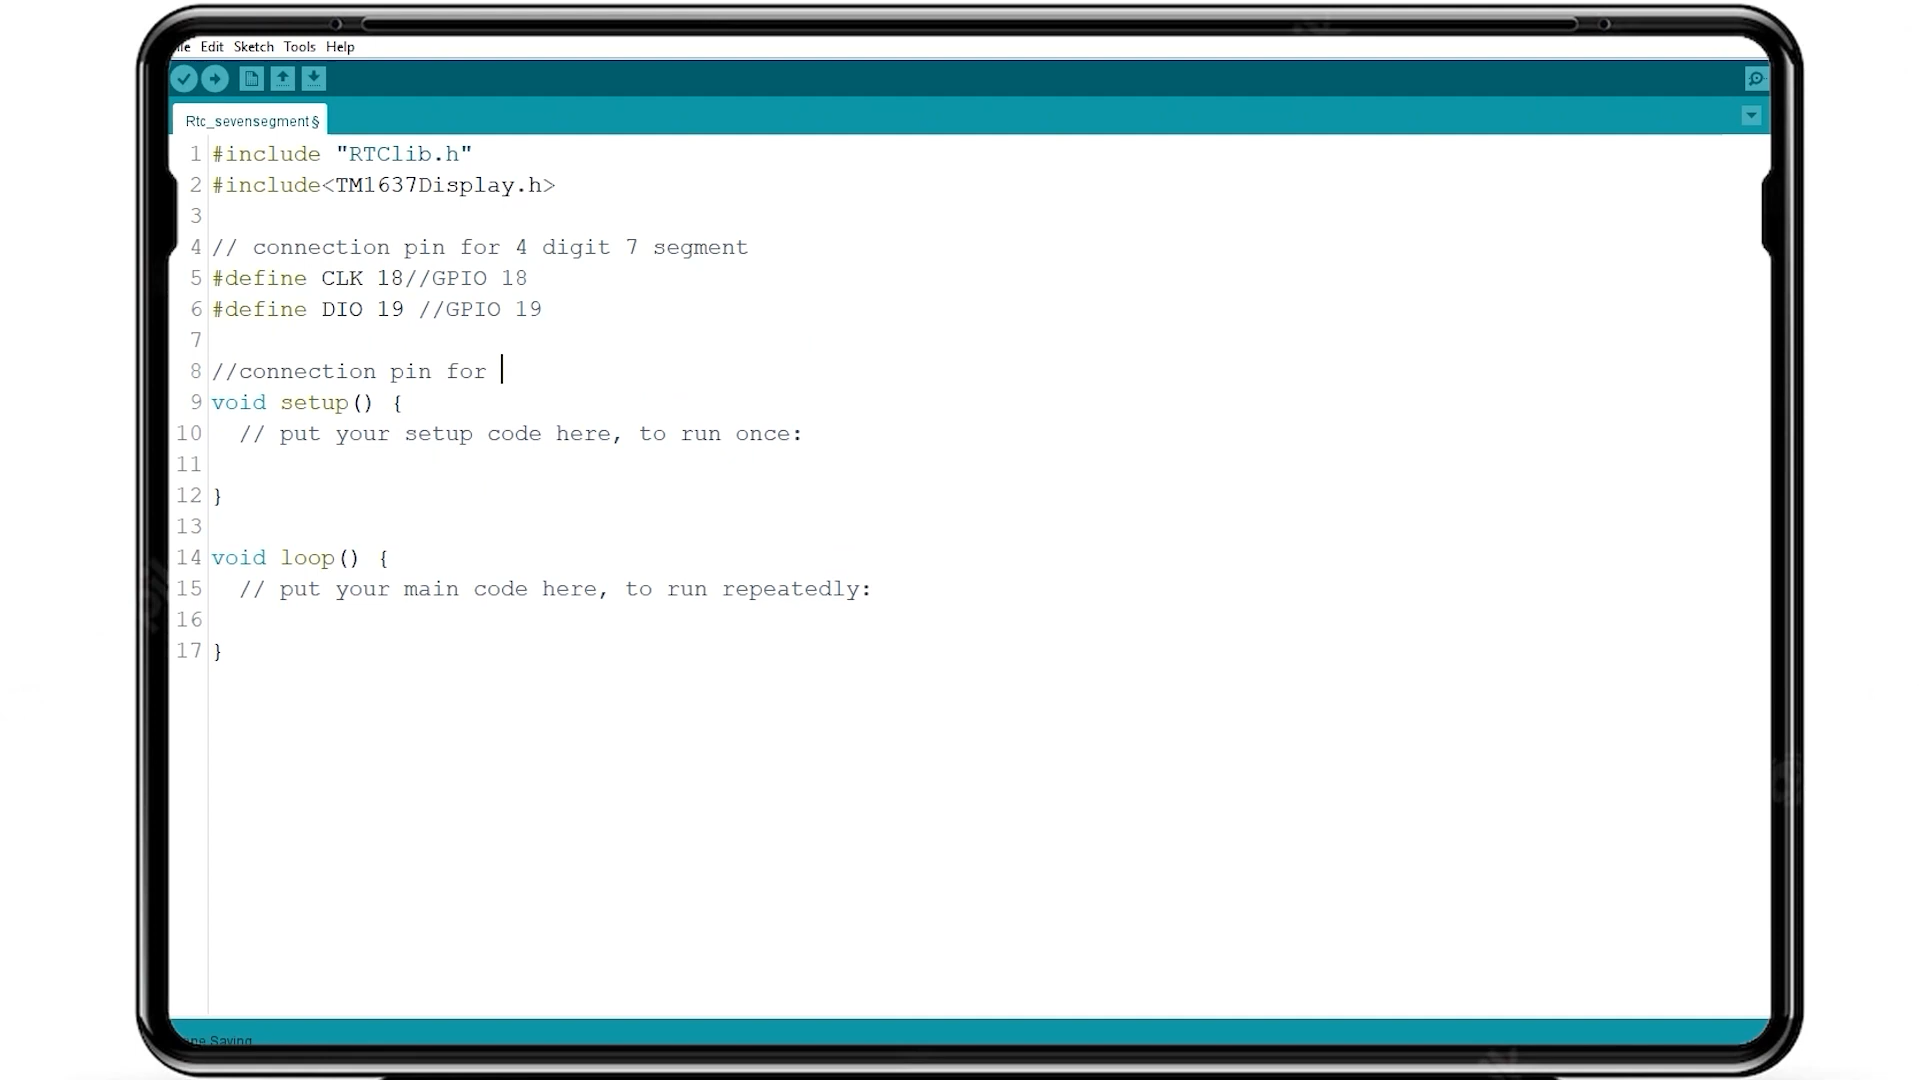 Edit Sketch Tools Help
Rtc_sevensegment§
1 #include "RTClib.h"
2 #include<TM1637Display.h>
3
4 // connection pin for 4 digit 7 segment
5 #define CLK 18//GPIO 18
6 #define DIO 19 //GPIO 19
7
8 //connection pin for
9 void setup() {
10 // put your setup code here, to run once:
11
12 }
13
14 void loop() {
15 // put your main code here, to run repeatedly:
16
17 }
Saving